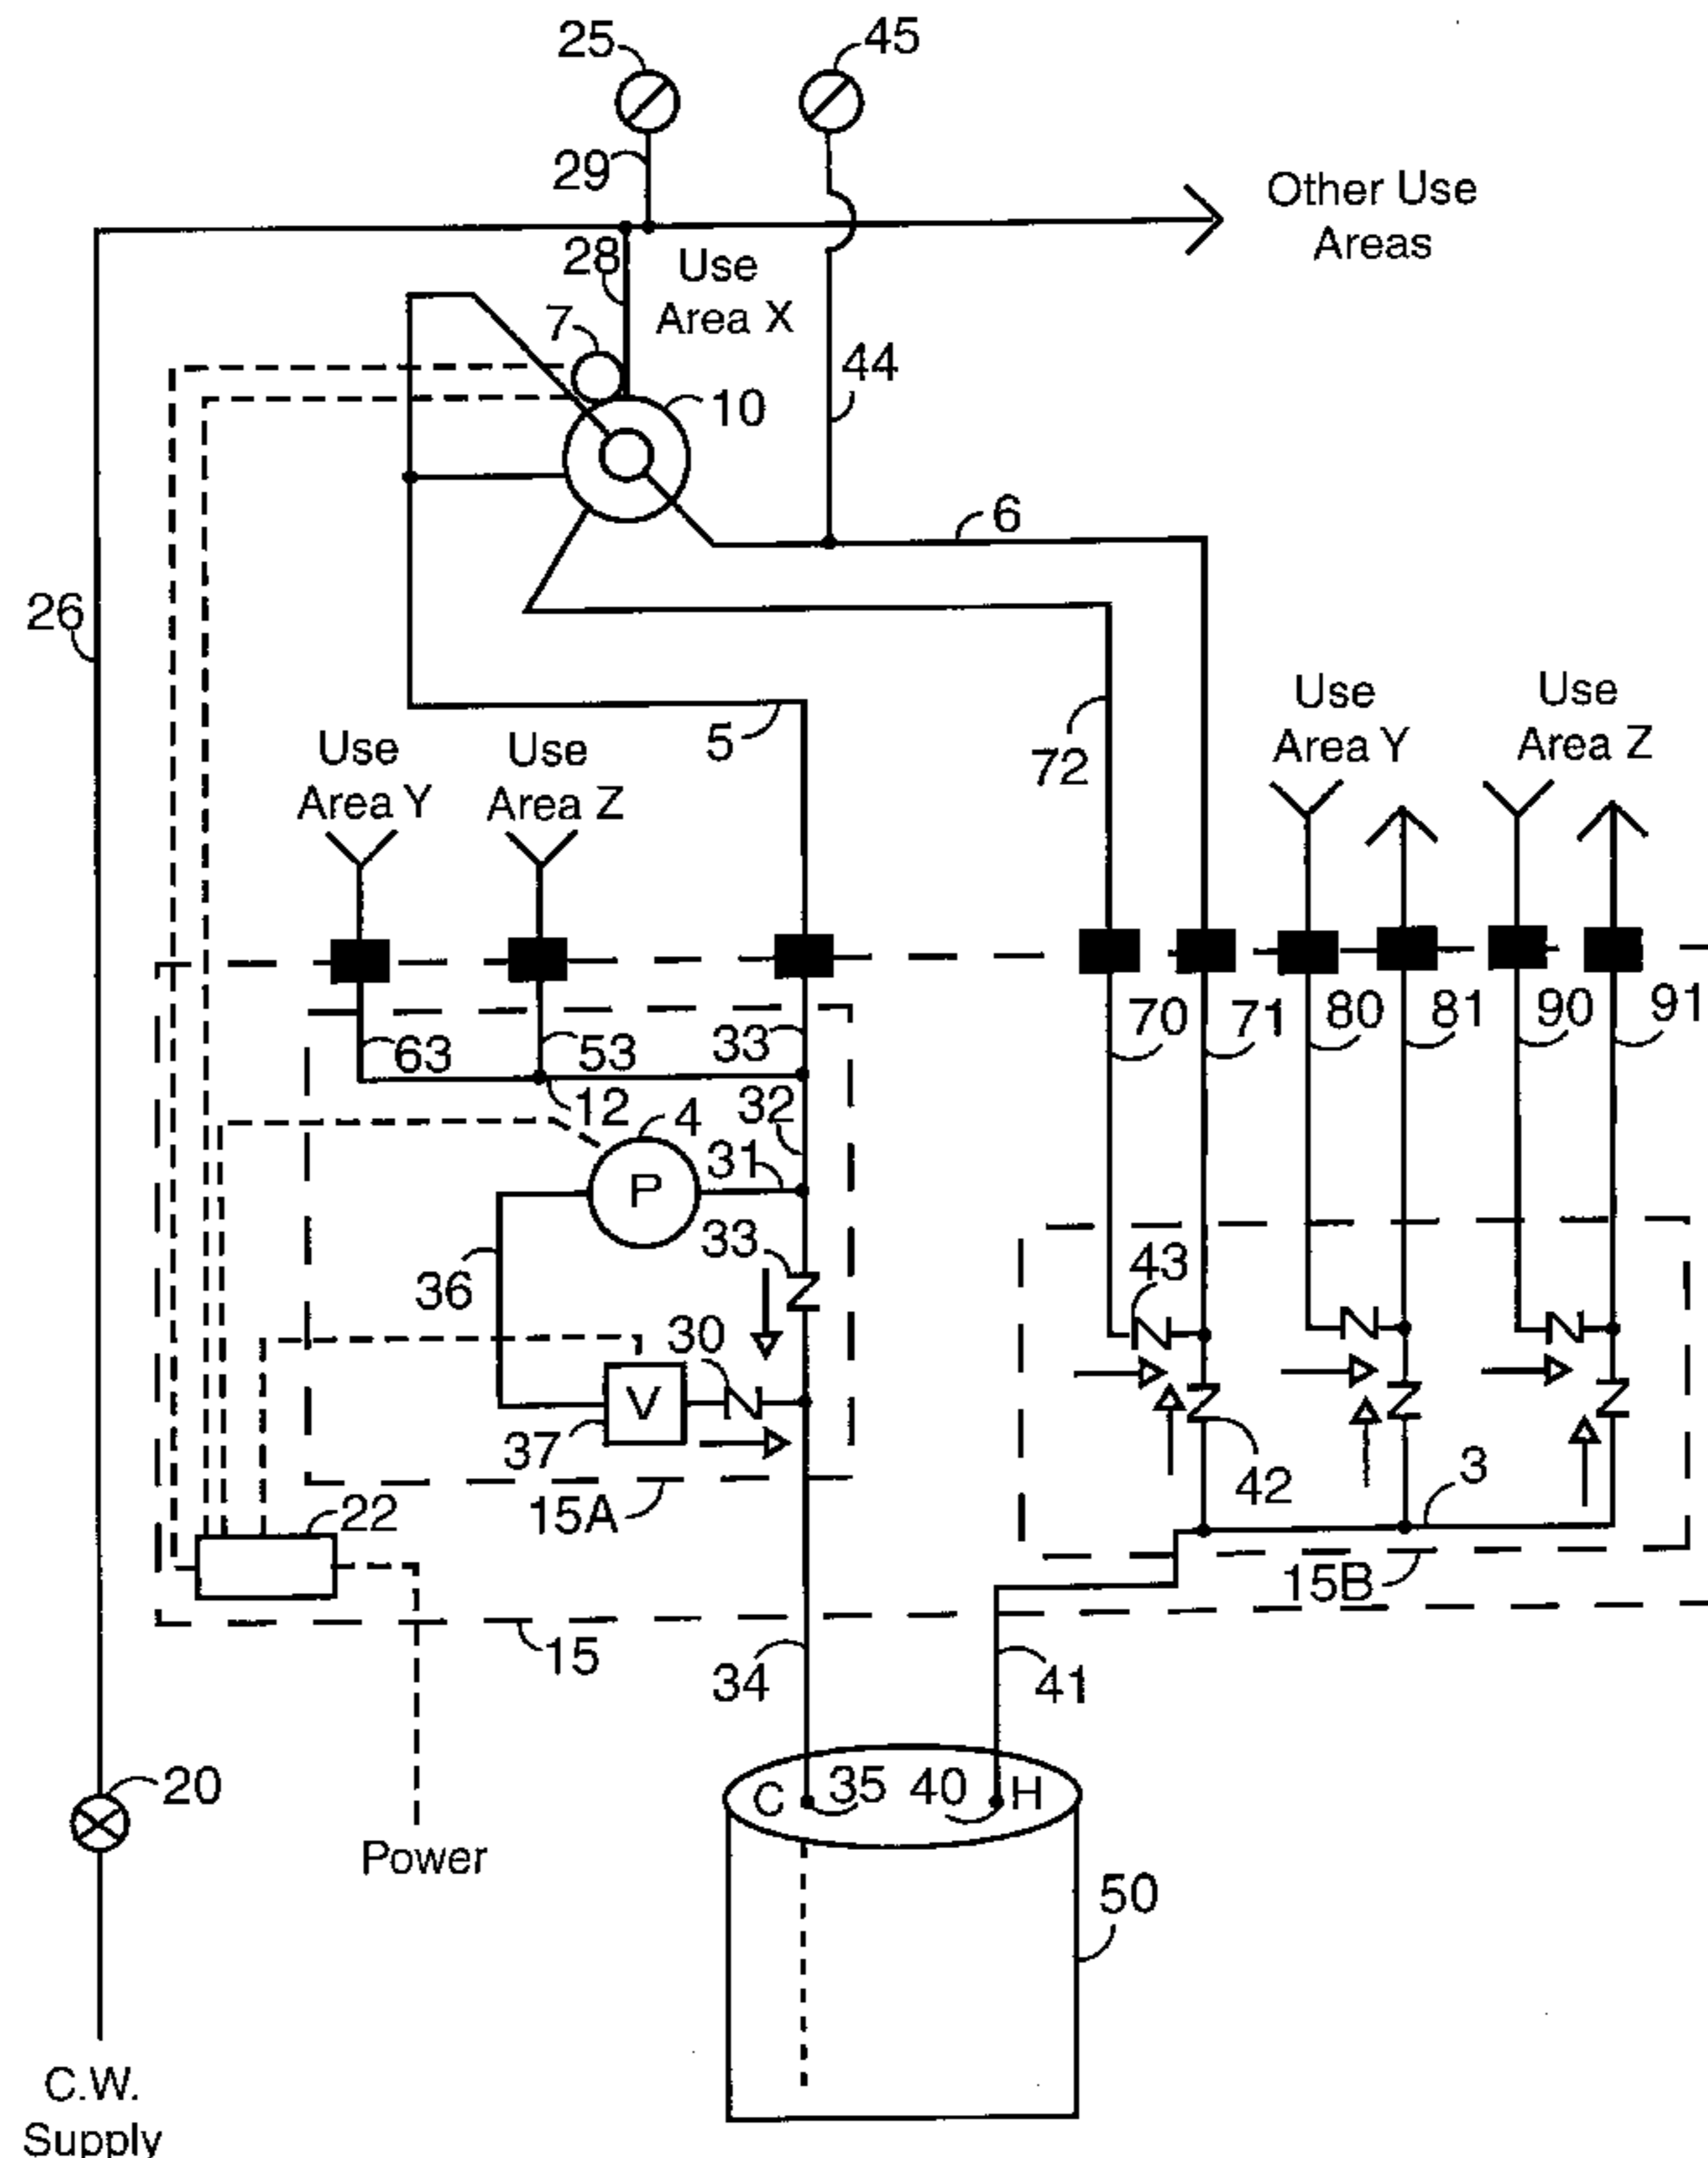 25
45
29
Other Use
Areas
28
Use
Area X
7
44
10
6
26
Use
Area Y
Use
Area Z
5
72
Use
Area Y
Use
Area Z
63
53
33
70
71
80
81
90
91
12
32
4
31
P
33
36
43
30
V
37
42
3
15A
22
15B
15
34
41
20
C
35
40
H
Power
50
C.W.
Supply